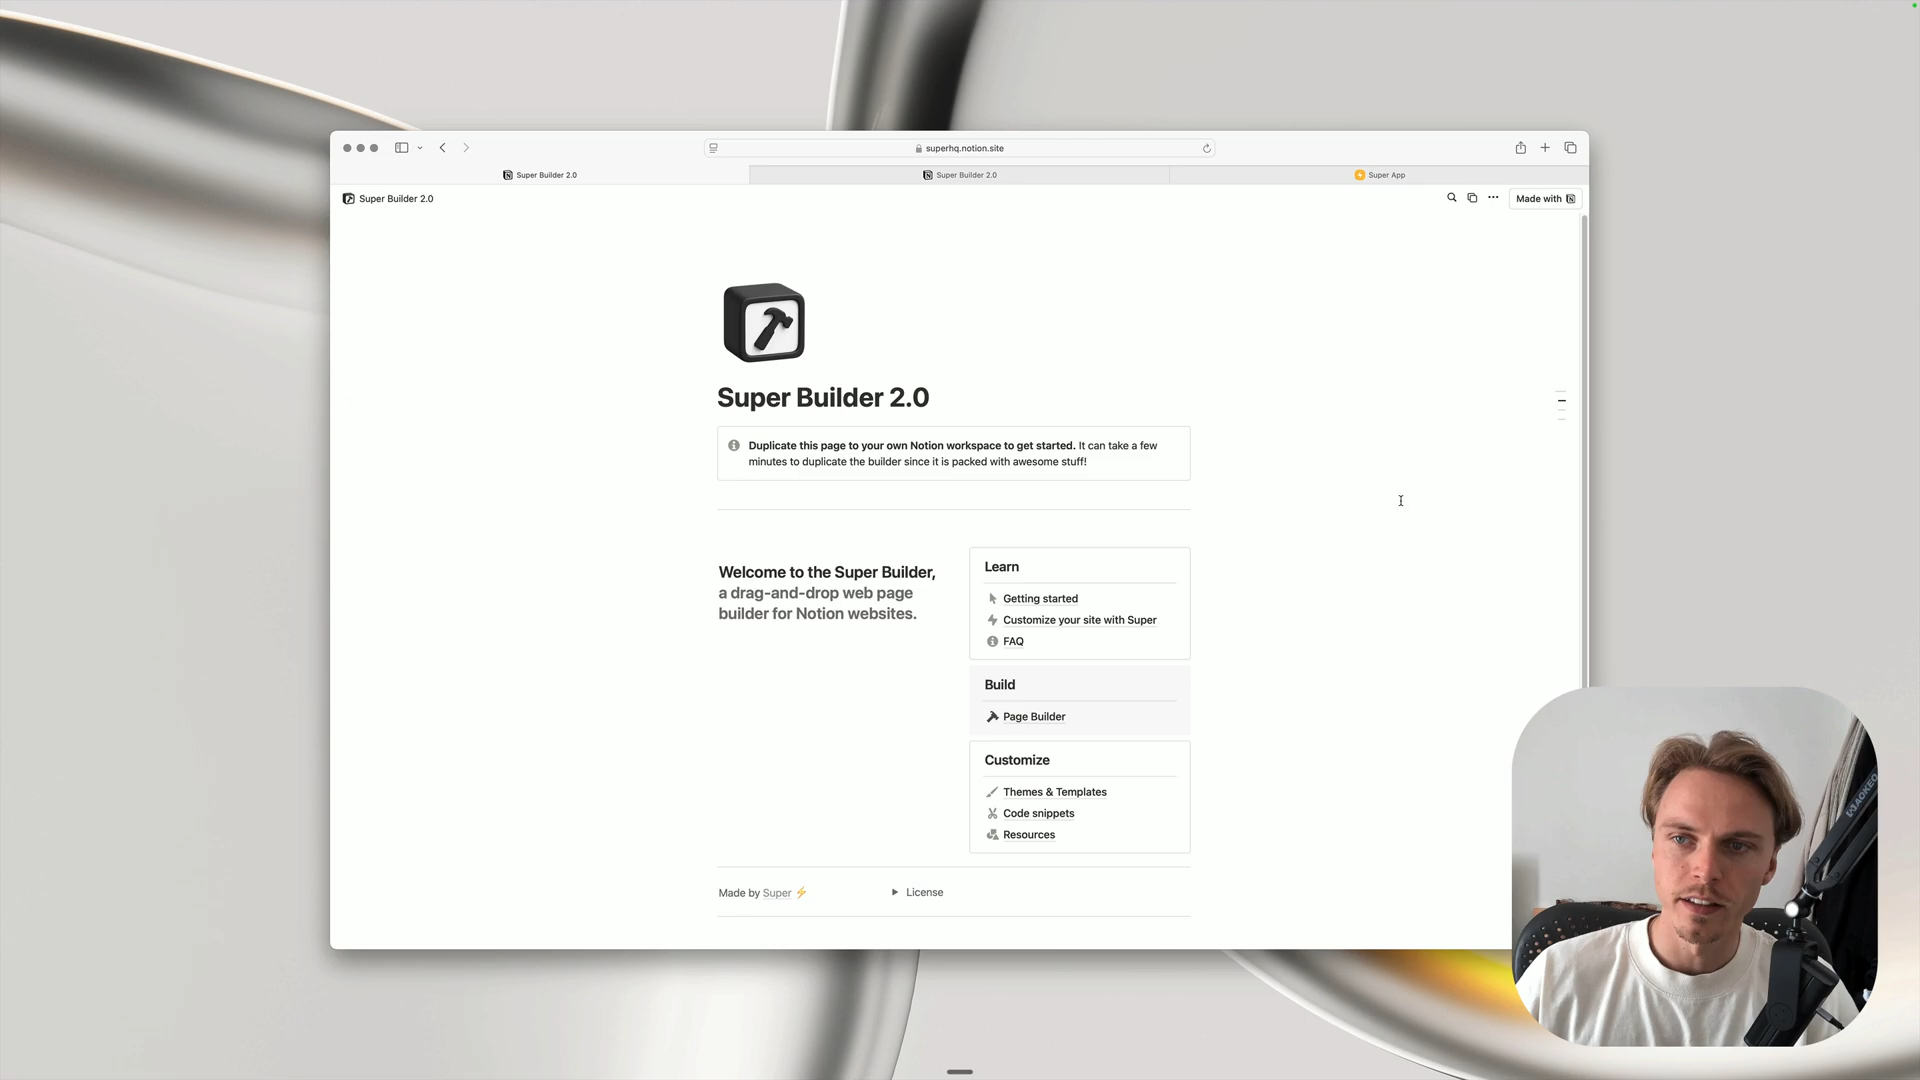 superhq.notion.site
Super Builder 2.0
Super Builder 2.0
Super App
Super Builder 2.0
Made with
Super Builder 2.0
Duplicate this page to your own Notion workspace to get started. It can take a few
minutes to duplicate the builder since it is packed with awesome stuff!
Welcome to the Super Builder,
a drag-and-drop web page
builder for Notion websites.
Learn
Getting started
Customize your site with Super
FAQ
Build
Page Builder
Customize
Themes & Templates
Code snippets
Resources
Made by Super ⚡
License
MAOKEO